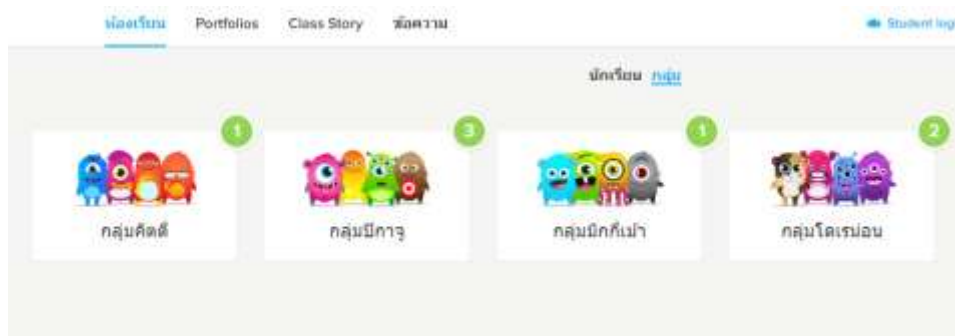 ห้องเรียน Portfolios Class Story ข้อความ Student log
นักเรียน กลุ่ม
1 3 1 2
กลุ่มคิตตี้ กลุ่มปิกาจู กลุ่มมิกกี้เม้า กลุ่มโดเรม่อน